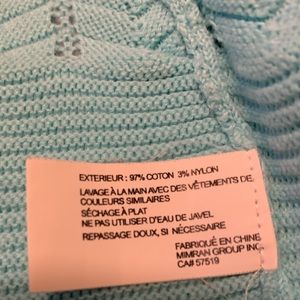 EXTERIEUR : 97% COTON 3% NYLON
LAVAGE À LA MAIN AVEC DES VÊTEMENTS DE
COULEURS SIMILAIRES
SÉCHAGE À PLAT
NE PAS UTILISER D'EAU DE JAVEL
REPASSAGE DOUX, SI NÉCESSAIRE
FABRIQUÉ EN CHINE
MIMRAN GROUP INC.
CA# 57519